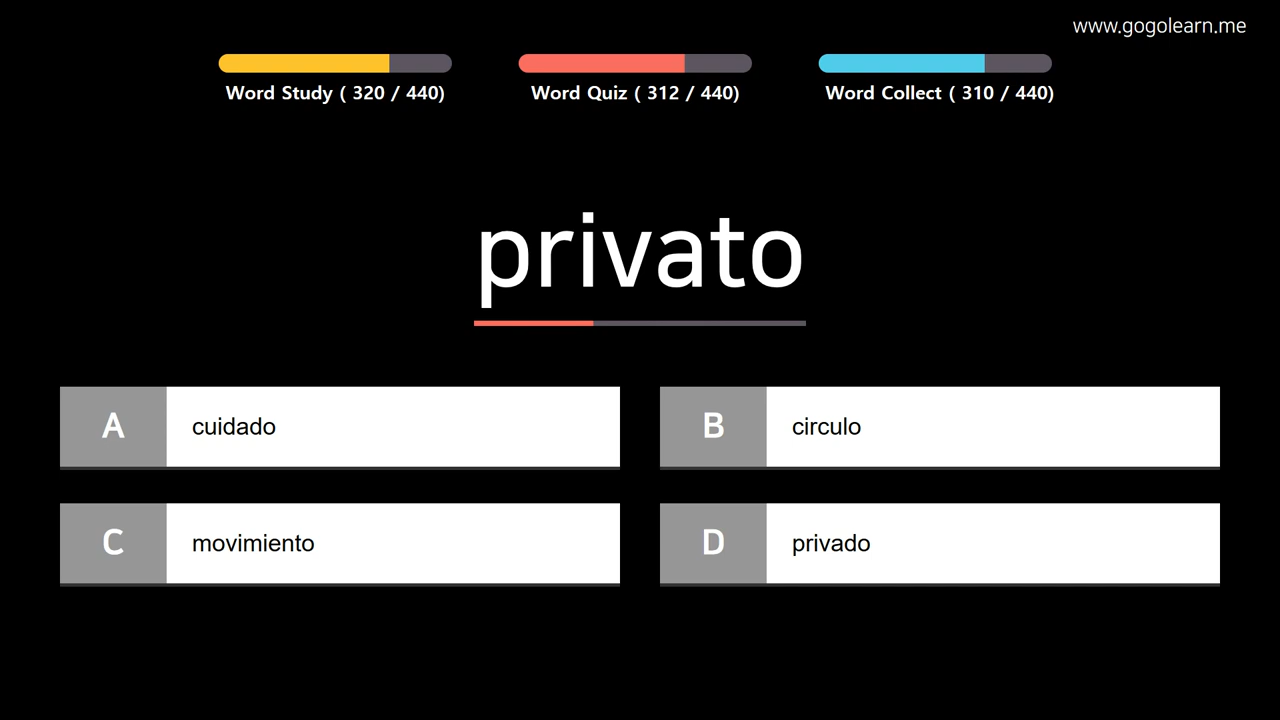 www.gogolearn.me
Word Study ( 320 / 440)
Word Quiz ( 312 / 440)
Word Collect ( 310 / 440)
privato
A cuidado
B circulo
C movimiento
D privado